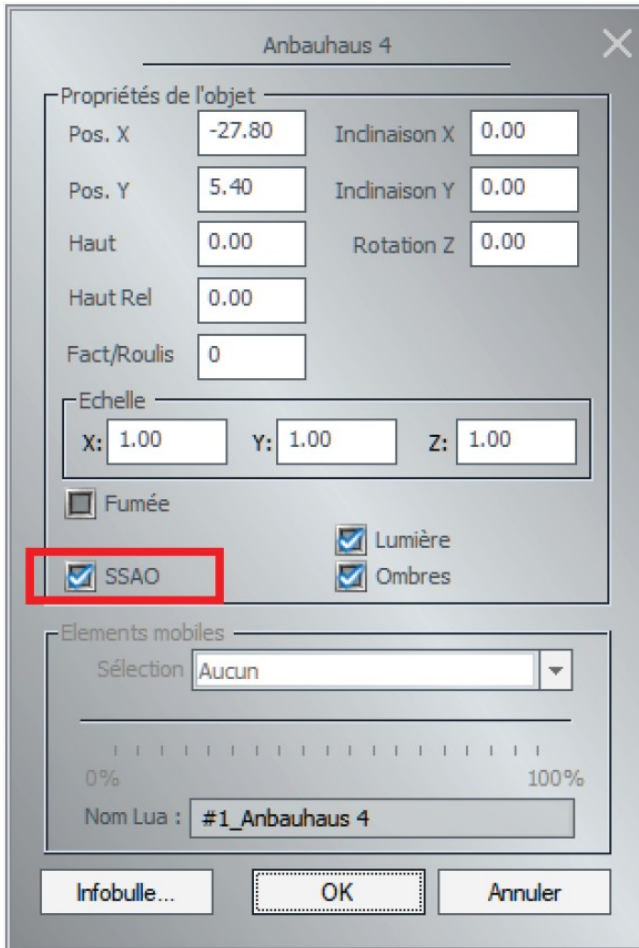 Anbauhaus 4
Propriétés de l'objet
Pos. X -27.80 Inclinaison X 0.00
Pos. Y 5.40 Inclinaison Y 0.00
Haut 0.00 Rotation Z 0.00
Haut Rel 0.00
Fact/Roulis 0
Echelle
X: 1.00 Y: 1.00 Z: 1.00
Fumée
Lumière
SSAO Ombres
Elements mobiles
Sélection Aucun
0% 100%
Nom Lua : #1_Anbauhaus 4
Infobulle... OK Annuler